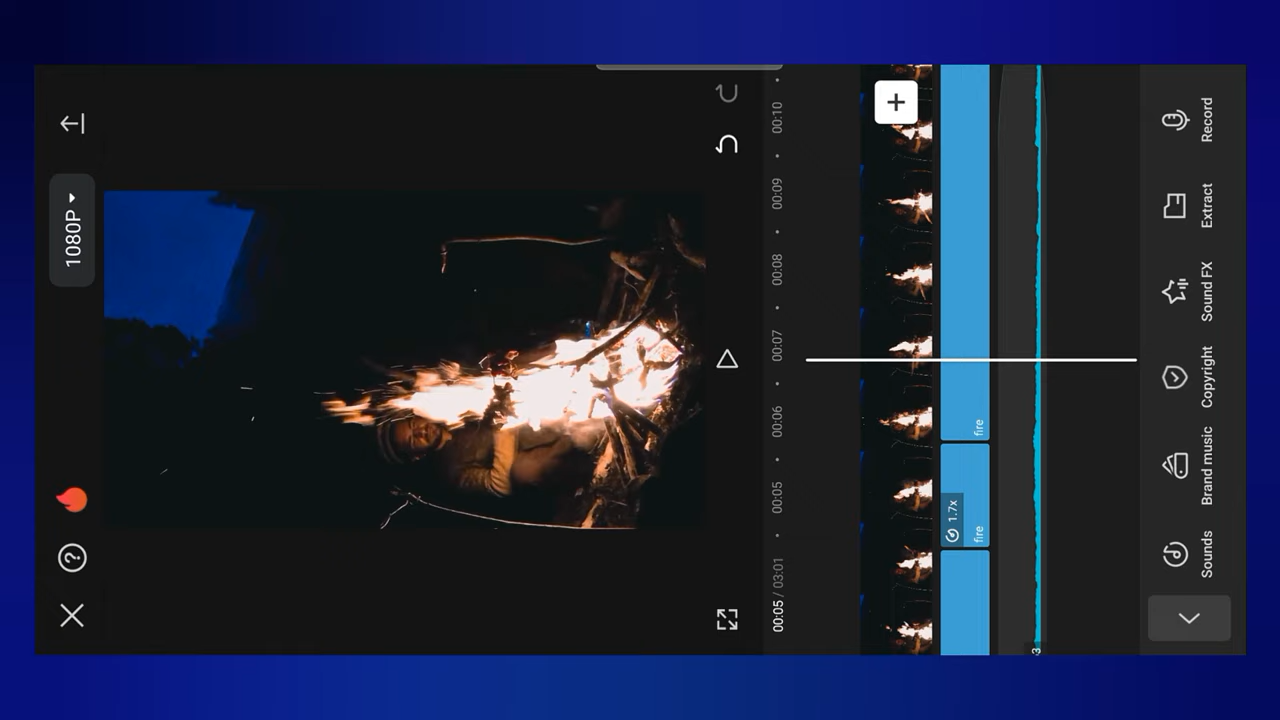 1080P
00:05 / 03:01
00:05
00:06
00:07
00:08
00:09
00:10
1.7x
fire
fire
3
Sounds
Brand music
Copyright
Sound FX
Extract
Record